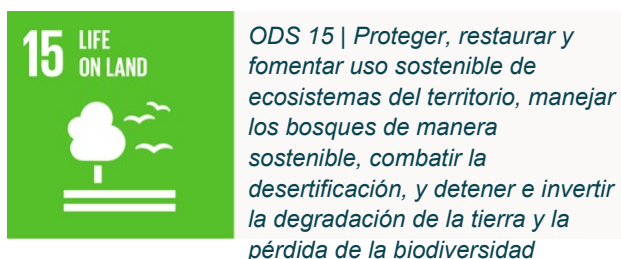 15 LIFE
ON LAND
ODS 15 | Proteger, restaurar y
fomentar uso sostenible de
ecosistemas del territorio, manejar
los bosques de manera
sostenible, combatir la
desertificación, y detener e invertir
la degradación de la tierra y la
pérdida de la biodiversidad